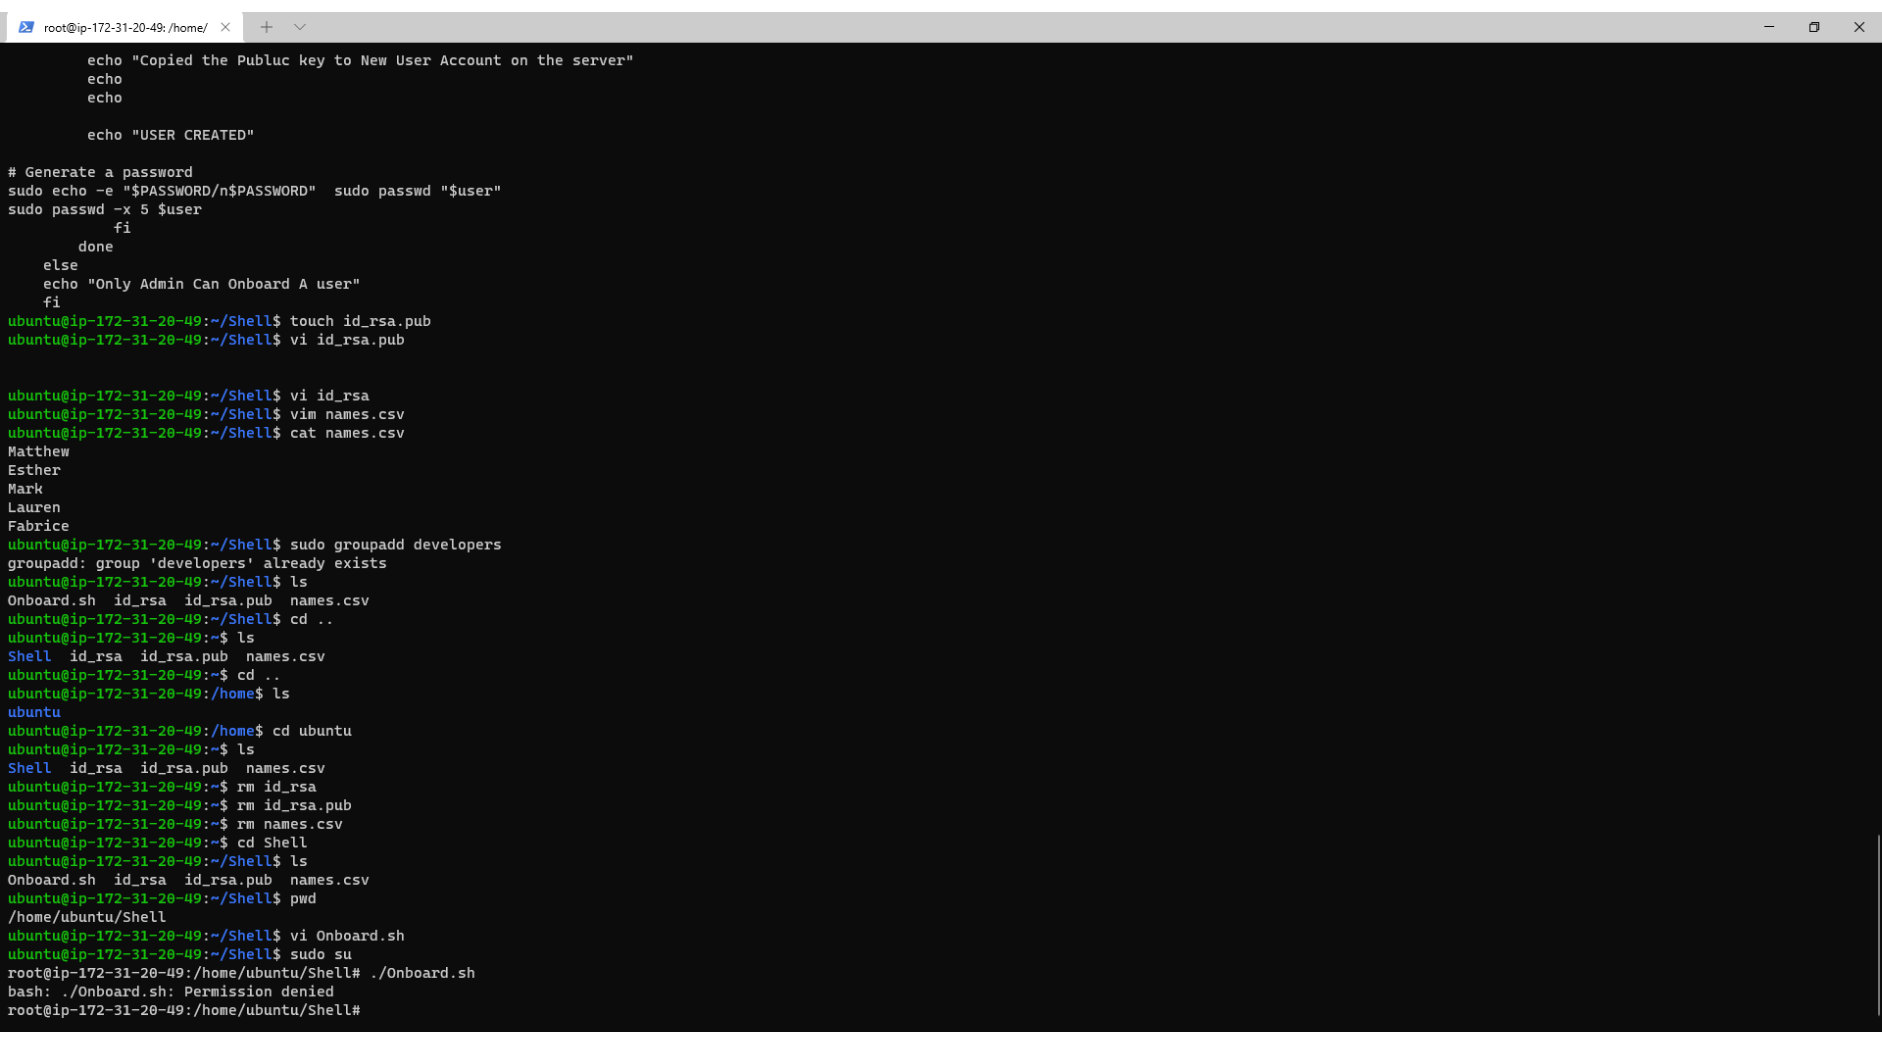 root@ip-172-31-20-49: /home/
echo "Copied the Publuc key to New User Account on the server"
echo
echo
echo "USER CREATED"
# Generate a password
sudo echo -e "$PASSWORD/n$PASSWORD"  sudo passwd "$user"
sudo passwd -x 5 $user
fi
done
else
echo "Only Admin Can Onboard A user"
fi
ubuntu@ip-172-31-20-49:~/Shell$ touch id_rsa.pub
ubuntu@ip-172-31-20-49:~/Shell$ vi id_rsa.pub
ubuntu@ip-172-31-20-49:~/Shell$ vi id_rsa
ubuntu@ip-172-31-20-49:~/Shell$ vim names.csv
ubuntu@ip-172-31-20-49:~/Shell$ cat names.csv
Matthew
Esther
Mark
Lauren
Fabrice
ubuntu@ip-172-31-20-49:~/Shell$ sudo groupadd developers
groupadd: group 'developers' already exists
ubuntu@ip-172-31-20-49:~/Shell$ ls
Onboard.sh  id_rsa  id_rsa.pub  names.csv
ubuntu@ip-172-31-20-49:~/Shell$ cd ..
ubuntu@ip-172-31-20-49:~$ ls
Shell  id_rsa  id_rsa.pub  names.csv
ubuntu@ip-172-31-20-49:~$ cd ..
ubuntu@ip-172-31-20-49:/home$ ls
ubuntu
ubuntu@ip-172-31-20-49:/home$ cd ubuntu
ubuntu@ip-172-31-20-49:~$ ls
Shell  id_rsa  id_rsa.pub  names.csv
ubuntu@ip-172-31-20-49:~$ rm id_rsa
ubuntu@ip-172-31-20-49:~$ rm id_rsa.pub
ubuntu@ip-172-31-20-49:~$ rm names.csv
ubuntu@ip-172-31-20-49:~$ cd Shell
ubuntu@ip-172-31-20-49:~/Shell$ ls
Onboard.sh  id_rsa  id_rsa.pub  names.csv
ubuntu@ip-172-31-20-49:~/Shell$ pwd
/home/ubuntu/Shell
ubuntu@ip-172-31-20-49:~/Shell$ vi Onboard.sh
ubuntu@ip-172-31-20-49:~/Shell$ sudo su
root@ip-172-31-20-49:/home/ubuntu/Shell# ./Onboard.sh
bash: ./Onboard.sh: Permission denied
root@ip-172-31-20-49:/home/ubuntu/Shell#